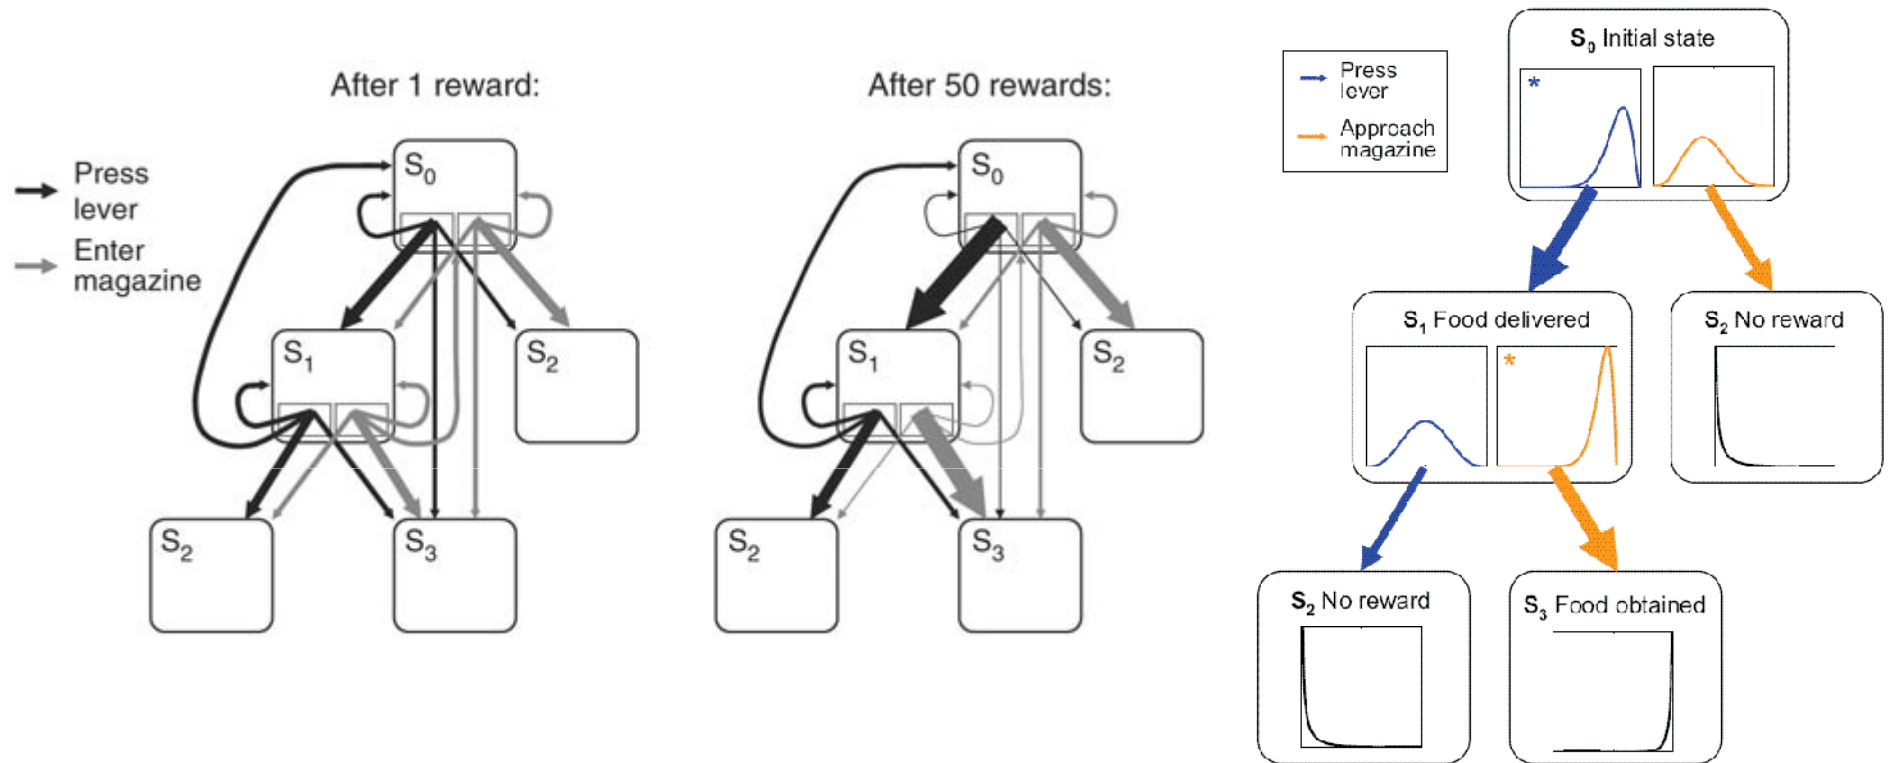 After 1 reward:
Press
lever
Enter
magazine
S0
S1
S2
S2
S3
After 50 rewards:
S0
S1
S2
S2
S3
Press
lever
Approach
magazine
S0 Initial state
*
S1 Food delivered
*
S2 No reward
S2 No reward
S3 Food obtained